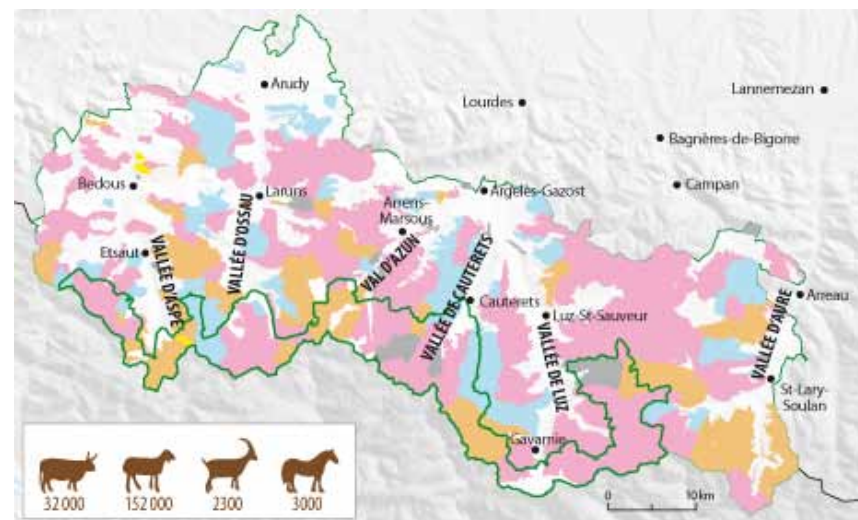 Arudy
Lourdes
Lannemezan
Bagnères-de-Bigorre
Bedous
Laruns
Argelès-Gazost
Campan
Arrens-
Marsous
Etsaut
VALLÉE D'ASPE
VALLÉE D'OSSAU
VAL D'AZUN
VALLÉE DE CAUTERETS
Cauterets
Luz-St-Sauveur
VALLÉE DE LUZ
VALLÉE D'AURE
Arreau
St-Lary-
Soulan
Gavarnie
32 000
152 000
2300
3000
0
10 km